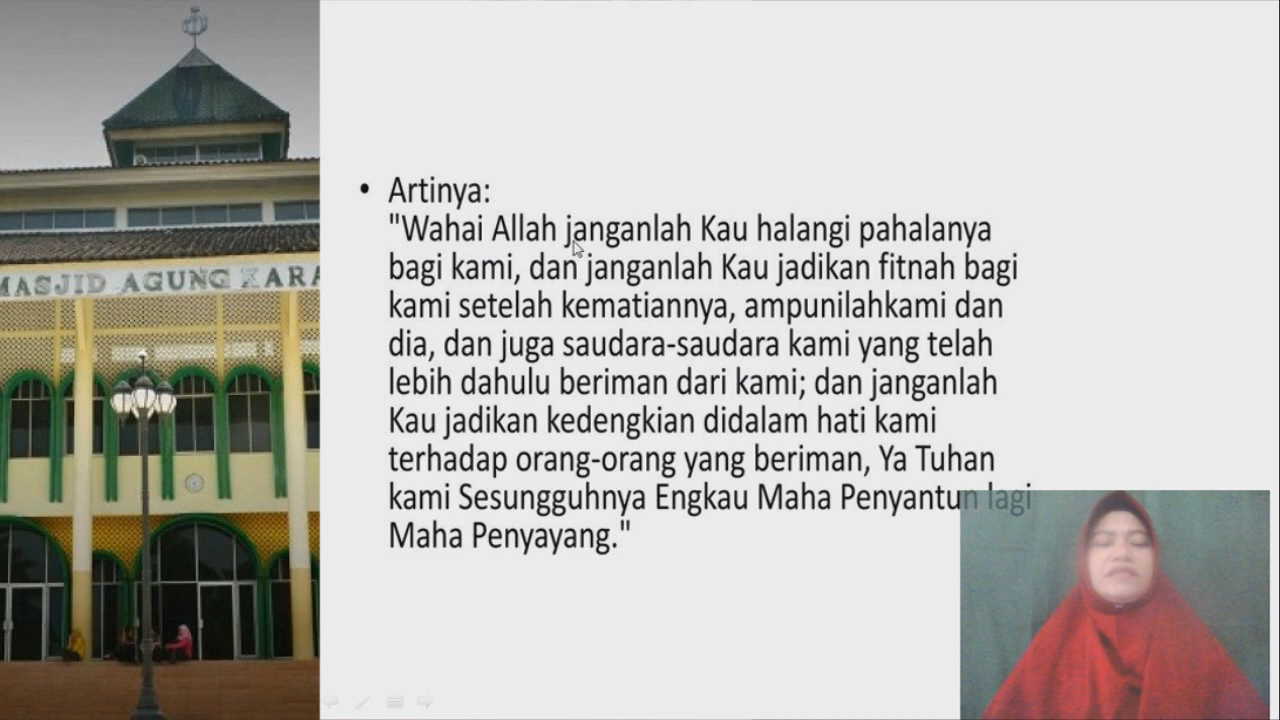 MASJID AGUNG KARA
• Artinya:
"Wahai Allah janganlah Kau halangi pahalanya
bagi kami, dan janganlah Kau jadikan fitnah bagi
kami setelah kematiannya, ampunilahkami dan
dia, dan juga saudara-saudara kami yang telah
lebih dahulu beriman dari kami; dan janganlah
Kau jadikan kedengkian didalam hati kami
terhadap orang-orang yang beriman, Ya Tuhan
kami Sesungguhnya Engkau Maha Penyantun lagi
Maha Penyayang."